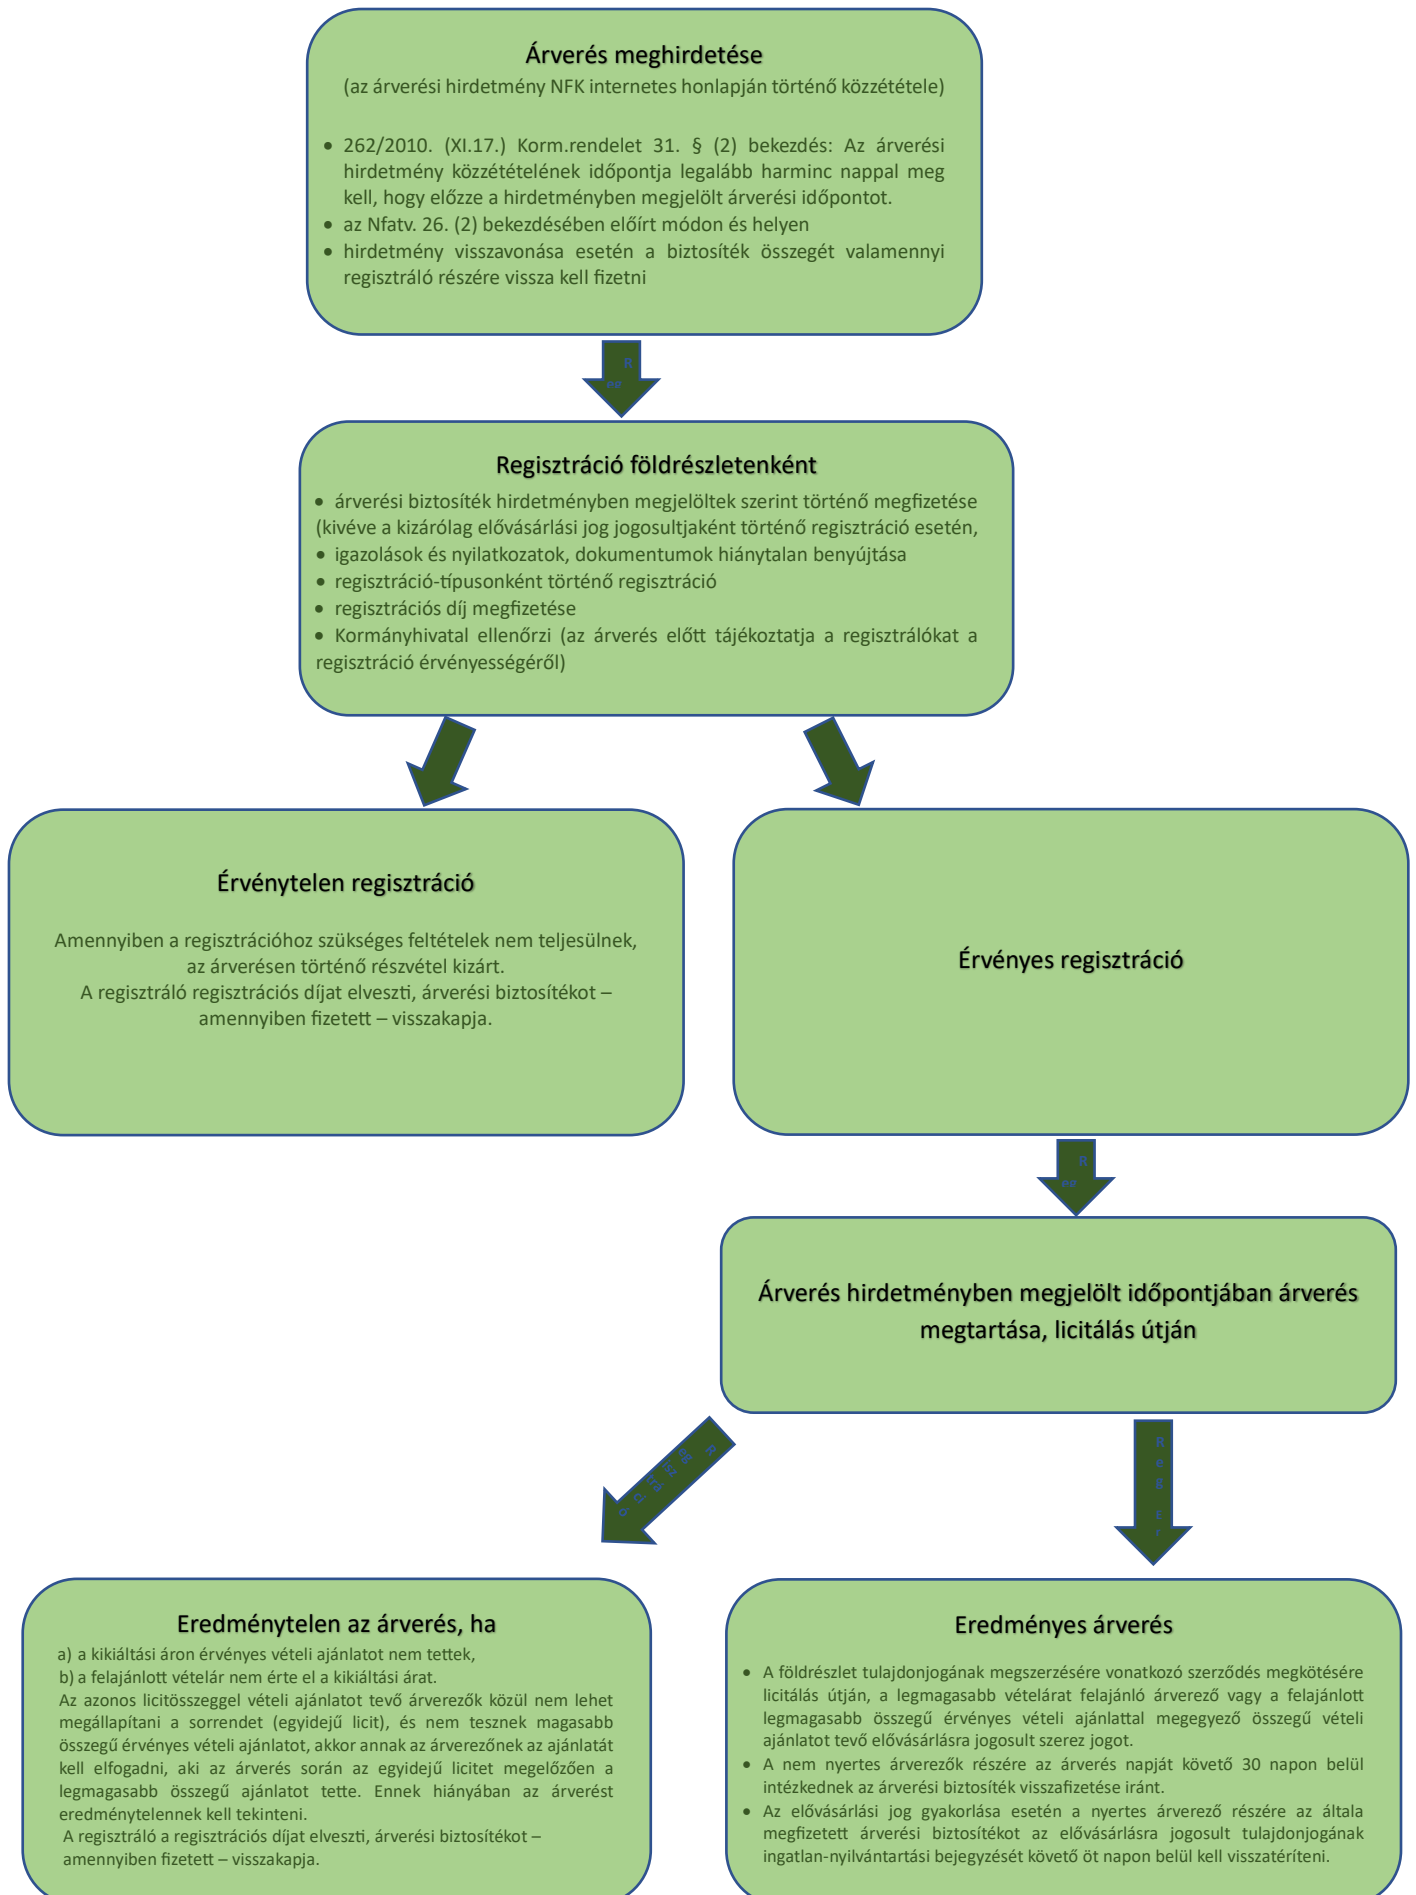 Árverés meghirdetése
(az árverési hirdetmény NFK internetes honlapján történő közzététele)
• 262/2010. (XI.17.) Korm.rendelet 31. § (2) bekezdés: Az árverési
hirdetmény közzétételének időpontja legalább harminc nappal meg
kell, hogy előzze a hirdetményben megjelölt árverési időpontot.
• az Nfatv. 26. (2) bekezdésében előírt módon és helyen
• hirdetmény visszavonása esetén a biztosíték összegét valamennyi
regisztráló részére vissza kell fizetni
Regisztráció földrészletenként
• árverési biztosíték hirdetményben megjelöltek szerint történő megfizetése
(kivéve a kizárólag elővásárlási jog jogosultjaként történő regisztráció esetén,
• igazolások és nyilatkozatok, dokumentumok hiánytalan benyújtása
• regisztráció-típusonként történő regisztráció
• regisztrációs díj megfizetése
• Kormányhivatal ellenőrzi (az árverés előtt tájékoztatja a regisztrálókat a
regisztráció érvényességéről)
Érvénytelen regisztráció
Amennyiben a regisztrációhoz szükséges feltételek nem teljesülnek,
az árverésen történő részvétel kizárt.
A regisztráló regisztrációs díjat elveszti, árverési biztosítékot –
amennyiben fizetett – visszakapja.
Érvényes regisztráció
Árverés hirdetményben megjelölt időpontjában árverés
megtartása, licitálás útján
Eredménytelen az árverés, ha
a) a kikiáltási áron érvényes vételi ajánlatot nem tettek,
b) a felajánlott vételár nem érte el a kikiáltási árat.
Az azonos licitösszeggel vételi ajánlatot tevő árverezők közül nem lehet
megállapítani a sorrendet (egyidejű licit), és nem tesznek magasabb
összegű érvényes vételi ajánlatot, akkor annak az árverezőnek az ajánlatát
kell elfogadni, aki az árverés során az egyidejű licitet megelőzően a
legmagasabb összegű ajánlatot tette. Ennek hiányában az árverést
eredménytelennek kell tekinteni.
A regisztráló a regisztrációs díjat elveszti, árverési biztosítékot –
amennyiben fizetett – visszakapja.
Eredményes árverés
• A földrészlet tulajdonjogának megszerzésére vonatkozó szerződés megkötésére
licitálás útján, a legmagasabb vételárat felajánló árverező vagy a felajánlott
legmagasabb összegű érvényes vételi ajánlattal megegyező összegű vételi
ajánlatot tevő elővásárlásra jogosult szerez jogot.
• A nem nyertes árverezők részére az árverés napját követő 30 napon belül
intézkednek az árverési biztosíték visszafizetése iránt.
• Az elővásárlási jog gyakorlása esetén a nyertes árverező részére az általa
megfizetett árverési biztosítékot az elővásárlásra jogosult tulajdonjogának
ingatlan-nyilvántartási bejegyzését követő öt napon belül kell visszatéríteni.